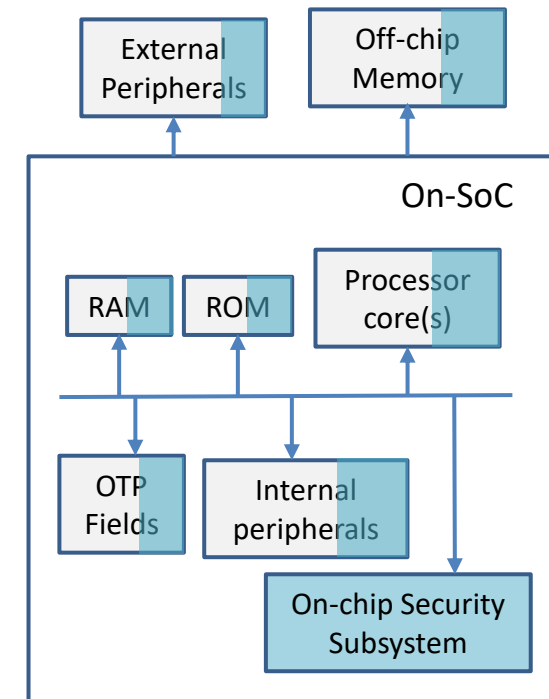 External
Peripherals
Off-chip
Memory
On-SoC
RAM
ROM
Processor
core(s)
OTP
Fields
Internal
peripherals
On-chip Security
Subsystem